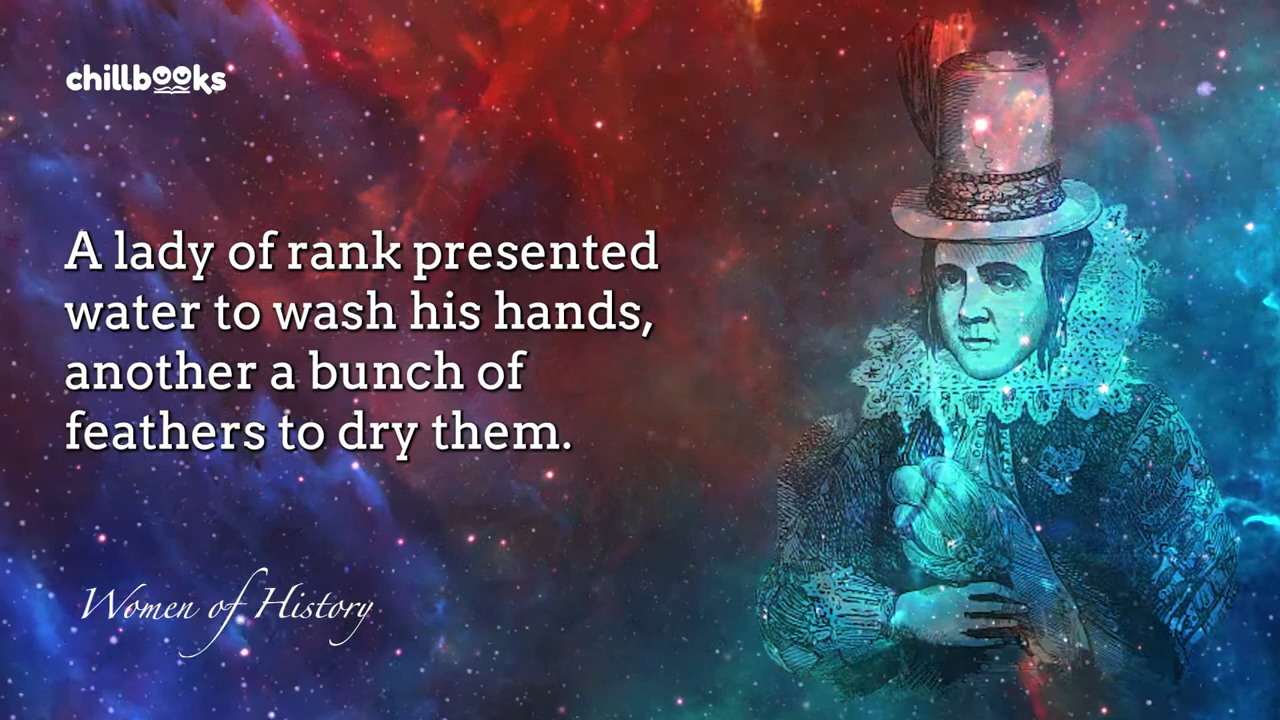 chillbooks
A lady of rank presented
water to wash his hands,
another a bunch of
feathers to dry them.
Women of History